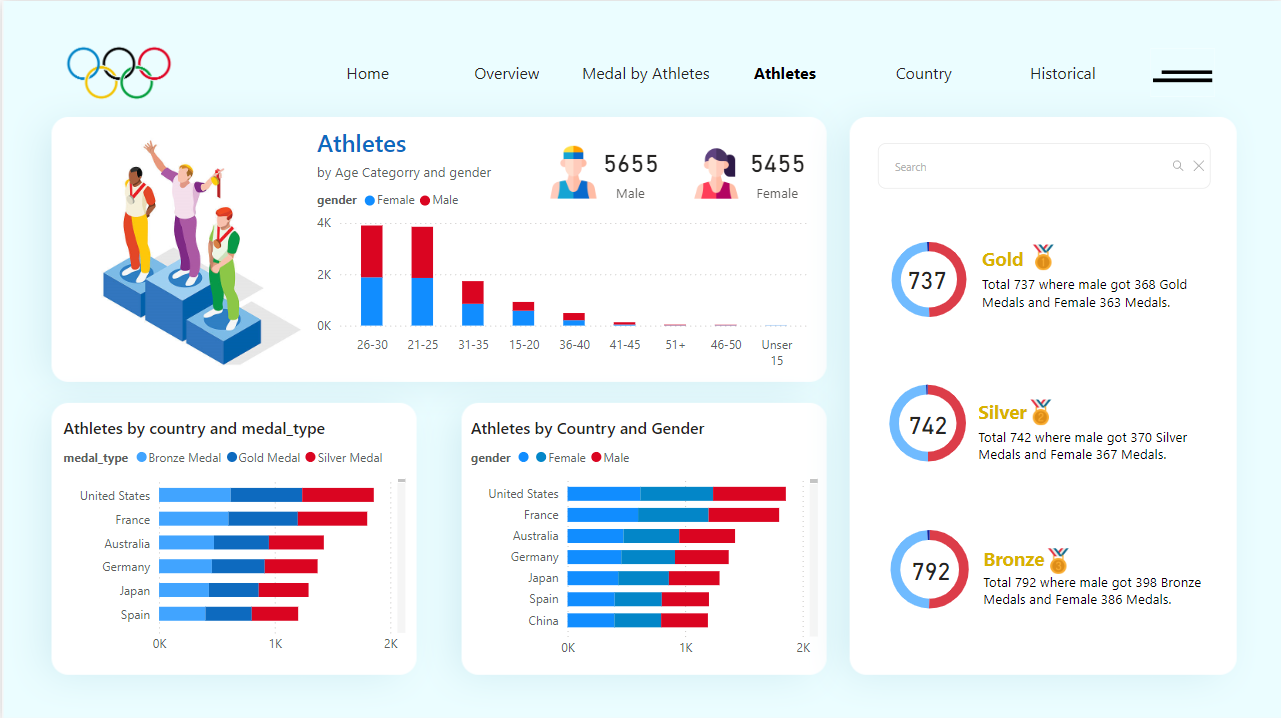 Home Overview Medal by Athletes Athletes Country Historical
Athletes
by Age Categorry and gender
gender Female Male
5655
Male
5455
Female
4K
2K
0K
26-30 21-25 31-35 15-20 36-40 41-45 51+ 46-50 Unser
15
Search
737
Gold
1
Total 737 where male got 368 Gold
Medals and Female 363 Medals.
742
Silver
2
Total 742 where male got 370 Silver
Medals and Female 367 Medals.
792
Bronze
3
Total 792 where male got 398 Bronze
Medals and Female 386 Medals.
Athletes by country and medal_type
medal_type Bronze Medal Gold Medal Silver Medal
United States
France
Australia
Germany
Japan
Spain
0K 1K 2K
Athletes by Country and Gender
gender Female Male
United States
France
Australia
Germany
Japan
Spain
China
0K 1K 2K